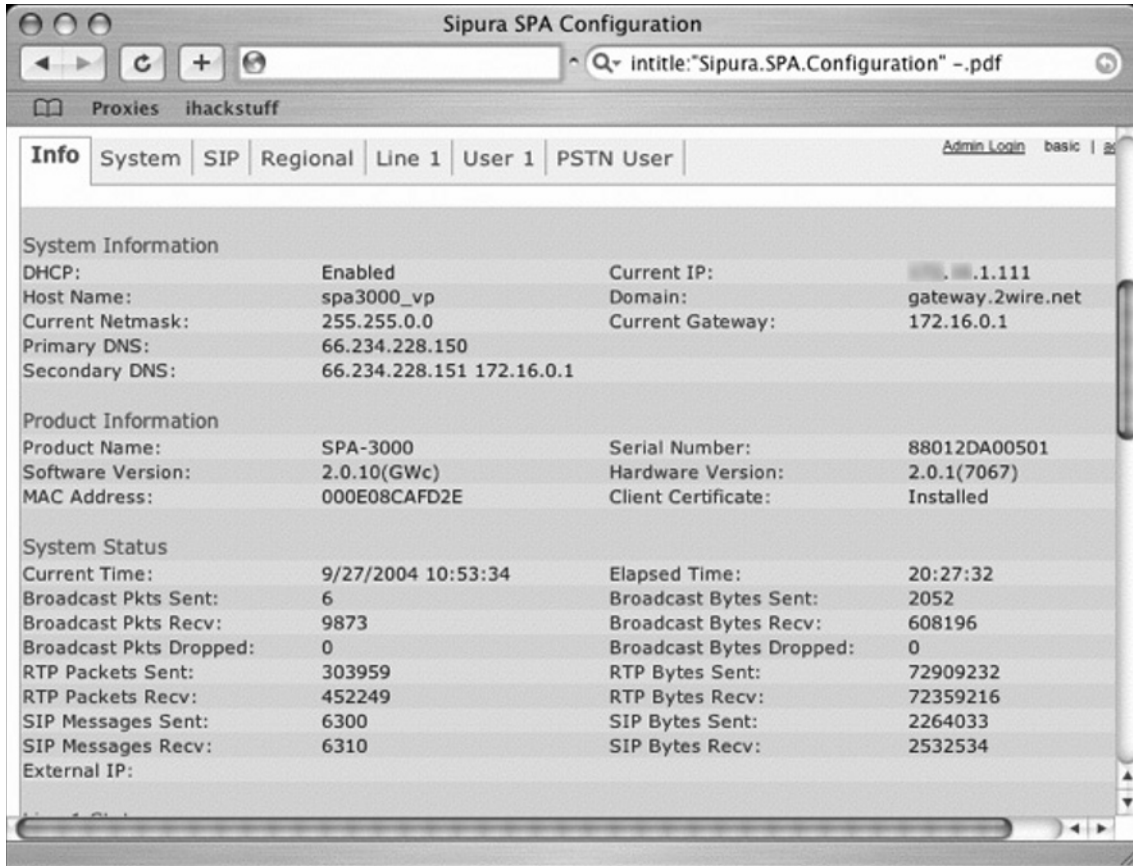 Sipura SPA Configuration
intitle:"Sipura.SPA.Configuration" -.pdf
Proxies ihackstuff
Info System SIP Regional Line 1 User 1 PSTN User Admin Login basic |
System Information
DHCP: Enabled Current IP: .1.111
Host Name: spa3000_vp Domain: gateway.2wire.net
Current Netmask: 255.255.0.0 Current Gateway: 172.16.0.1
Primary DNS: 66.234.228.150
Secondary DNS: 66.234.228.151 172.16.0.1
Product Information
Product Name: SPA-3000 Serial Number: 88012DA00501
Software Version: 2.0.10(GWc) Hardware Version: 2.0.1(7067)
MAC Address: 000E08CAFD2E Client Certificate: Installed
System Status
Current Time: 9/27/2004 10:53:34 Elapsed Time: 20:27:32
Broadcast Pkts Sent: 6 Broadcast Bytes Sent: 2052
Broadcast Pkts Recv: 9873 Broadcast Bytes Recv: 608196
Broadcast Pkts Dropped: 0 Broadcast Bytes Dropped: 0
RTP Packets Sent: 303959 RTP Bytes Sent: 72909232
RTP Packets Recv: 452249 RTP Bytes Recv: 72359216
SIP Messages Sent: 6300 SIP Bytes Sent: 2264033
SIP Messages Recv: 6310 SIP Bytes Recv: 2532534
External IP: